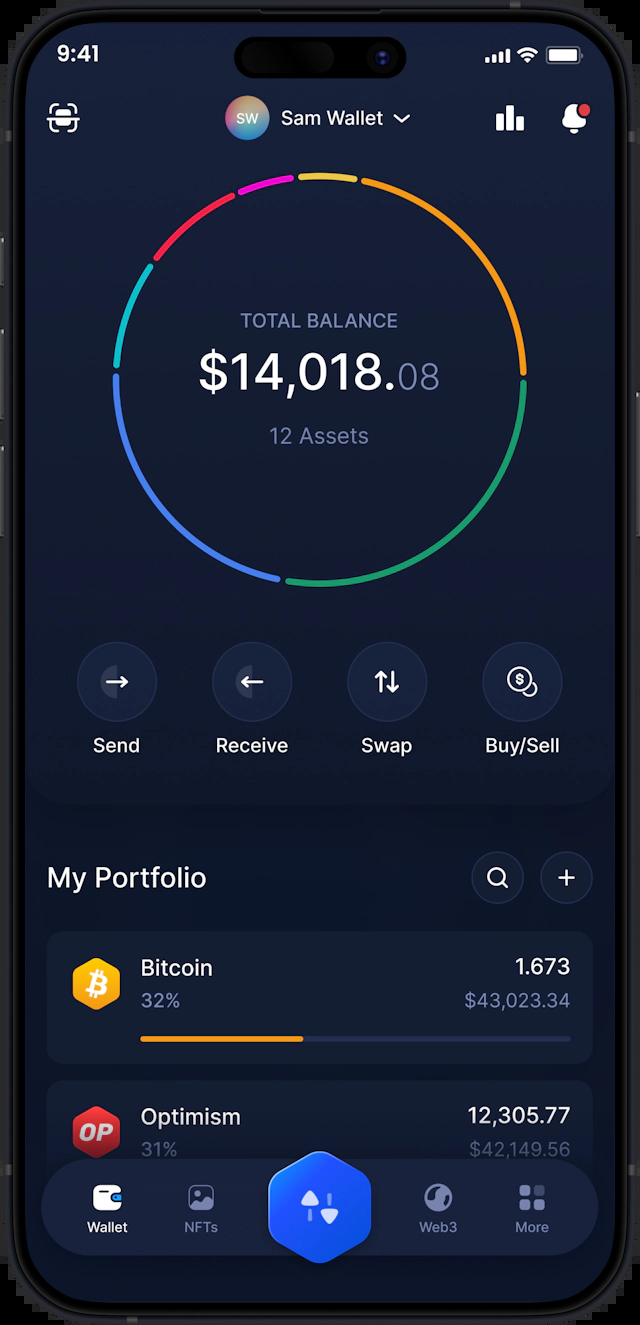 9:41
SW Sam Wallet
TOTAL BALANCE
$14,018.08
12 Assets
Send Receive Swap Buy/Sell
My Portfolio
Bitcoin 1.673
32% $43,023.34
OP Optimism 12,305.77
31% $42,149.56
Wallet NFTs Web3 More